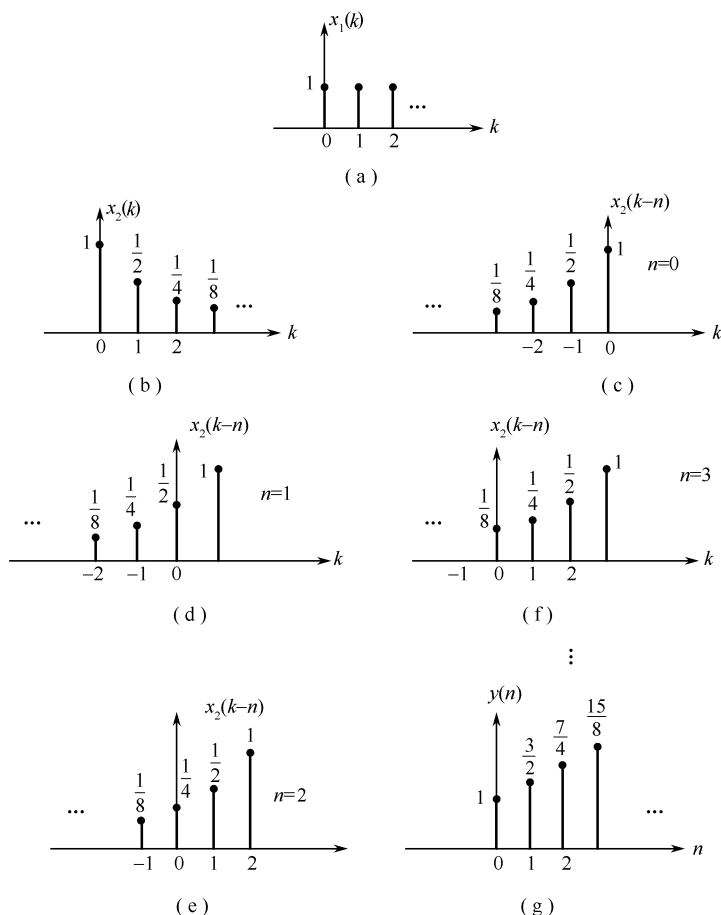 x₁(k)
1
...
0 1 2
k
( a )
x₂(k)
1
1/2
1/4
1/8
...
0 1 2
k
( b )
x₂(k–n)
1
1/2
1/4
1/8
n=0
...
–2 –1 0
k
( c )
x₂(k–n)
1
1/2
1/4
1/8
n=1
...
–2 –1 0
k
( d )
x₂(k–n)
1
1/2
1/4
1/8
n=3
...
–1 0 1 2
k
( f )
x₂(k–n)
1
1/2
1/4
1/8
n=2
...
–1 0 1 2
( e )
⋮
y(n)
15/8
7/4
3/2
1
...
0 1 2
n
( g )